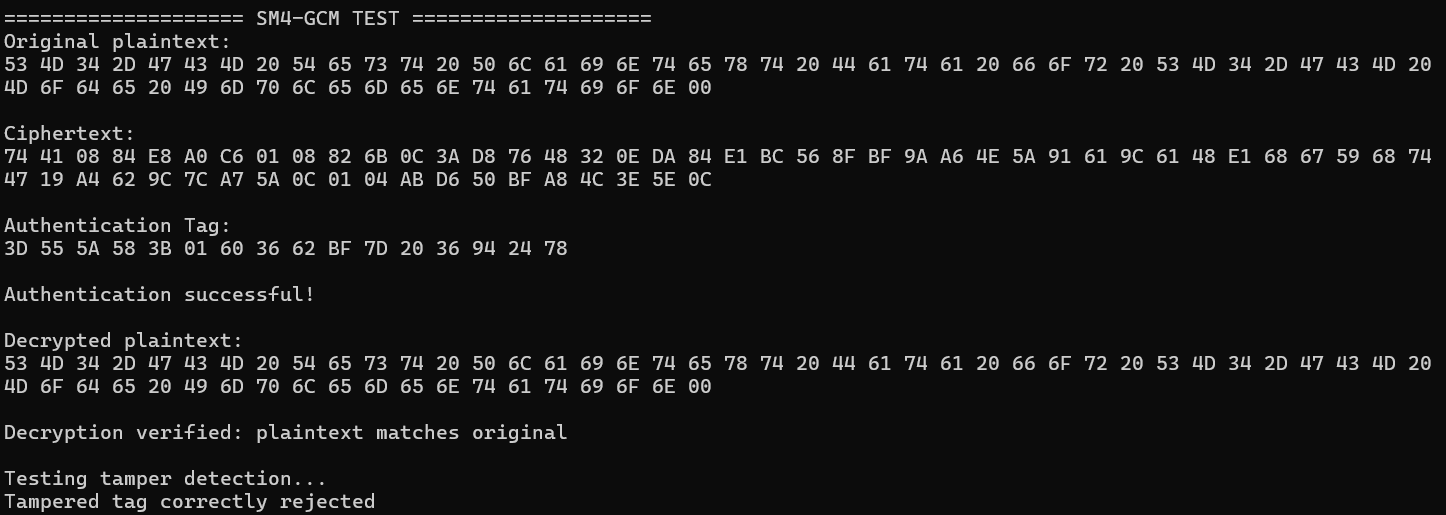 ==================== SM4-GCM TEST ====================
Original plaintext:
53 4D 34 2D 47 43 4D 20 54 65 73 74 20 50 6C 61 69 6E 74 65 78 74 20 44 61 74 61 20 66 6F 72 20 53 4D 34 2D 47 43 4D 20
4D 6F 64 65 20 49 6D 70 6C 65 6D 65 6E 74 61 74 69 6F 6E 00
Ciphertext:
74 41 08 84 E8 A0 C6 01 08 82 6B 0C 3A D8 76 48 32 0E DA 84 E1 BC 56 8F BF 9A A6 4E 5A 91 61 9C 61 48 E1 68 67 59 68 74
47 19 A4 62 9C 7C A7 5A 0C 01 04 AB D6 50 BF A8 4C 3E 5E 0C
Authentication Tag:
3D 55 5A 58 3B 01 60 36 62 BF 7D 20 36 94 24 78
Authentication successful!
Decrypted plaintext:
53 4D 34 2D 47 43 4D 20 54 65 73 74 20 50 6C 61 69 6E 74 65 78 74 20 44 61 74 61 20 66 6F 72 20 53 4D 34 2D 47 43 4D 20
4D 6F 64 65 20 49 6D 70 6C 65 6D 65 6E 74 61 74 69 6F 6E 00
Decryption verified: plaintext matches original
Testing tamper detection...
Tampered tag correctly rejected